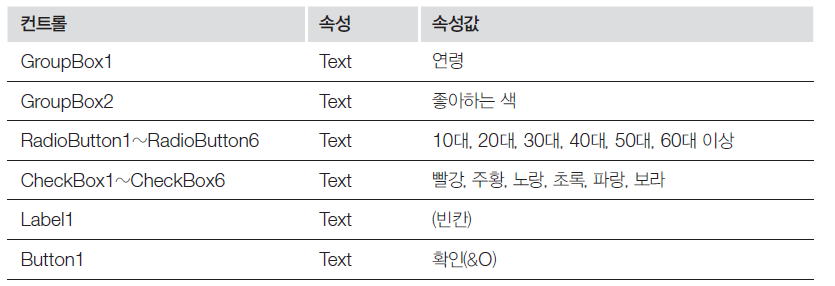 컨트롤 속성 속성값
GroupBox1 Text 연령
GroupBox2 Text 좋아하는 색
RadioButton1~RadioButton6 Text 10대, 20대, 30대, 40대, 50대, 60대 이상
CheckBox1~CheckBox6 Text 빨강, 주황, 노랑, 초록, 파랑, 보라
Label1 Text (빈칸)
Button1 Text 확인(&O)